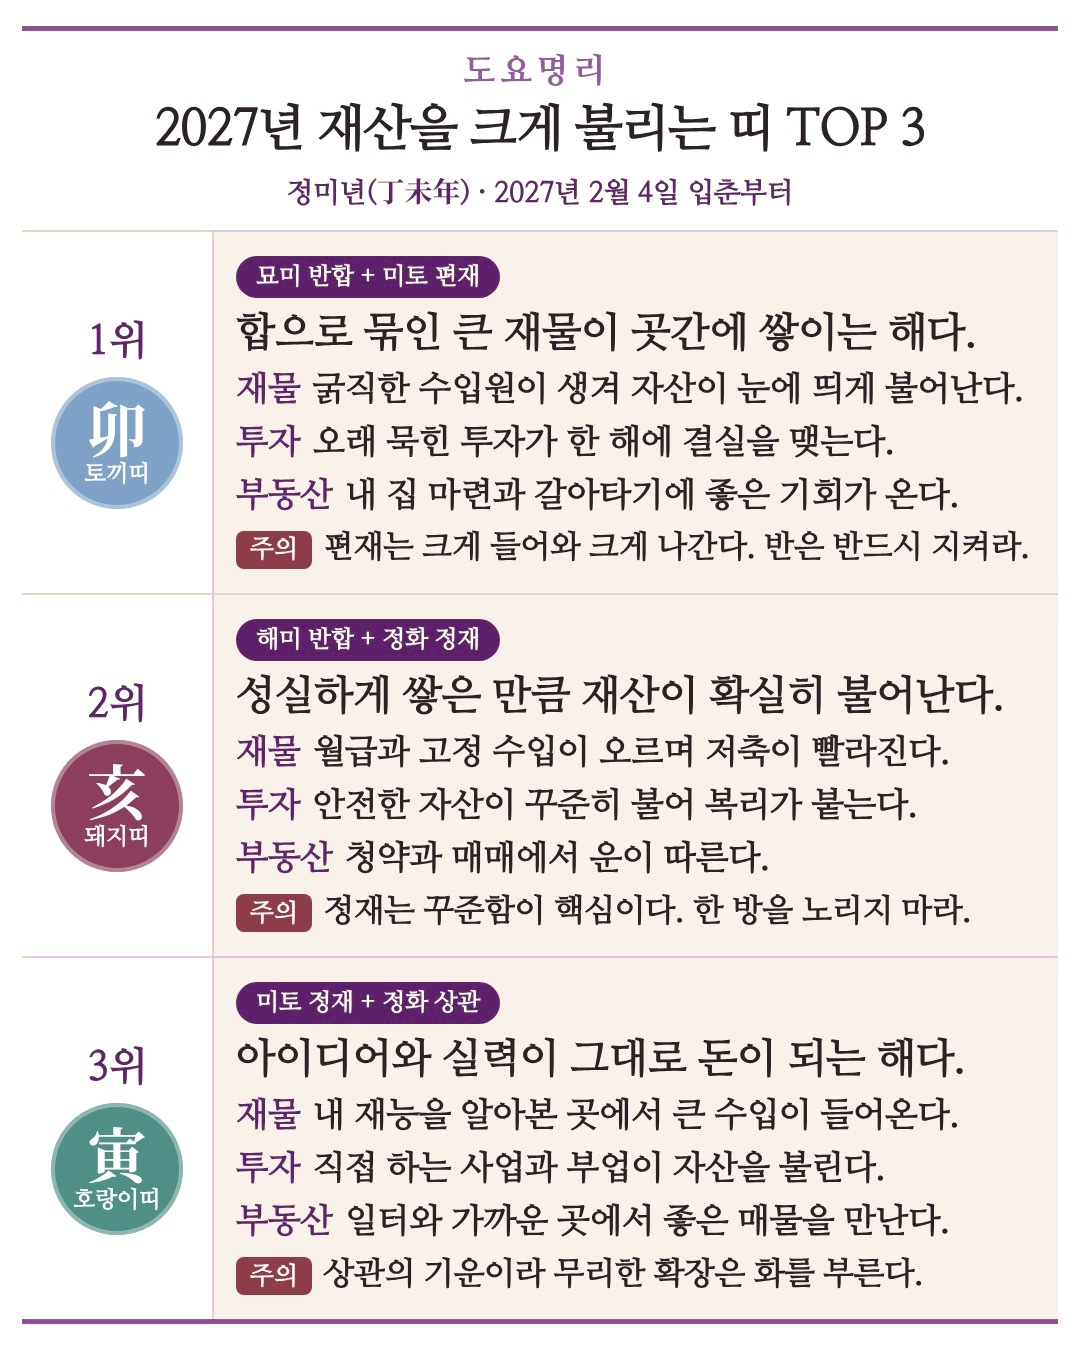 도요명리
2027년 재산을 크게 불리는 띠 TOP 3
정미년(丁未年) · 2027년 2월 4일 입춘부터
1위
卯
토끼띠
묘미 반합 + 미토 편재
합으로 묶인 큰 재물이 곳간에 쌓이는 해다.
재물 굵직한 수입원이 생겨 자산이 눈에 띄게 불어난다.
투자 오래 묵힌 투자가 한 해에 결실을 맺는다.
부동산 내 집 마련과 갈아타기에 좋은 기회가 온다.
주의 편재는 크게 들어와 크게 나간다. 반은 반드시 지켜라.
2위
亥
돼지띠
해미 반합 + 정화 정재
성실하게 쌓은 만큼 재산이 확실히 불어난다.
재물 월급과 고정 수입이 오르며 저축이 빨라진다.
투자 안전한 자산이 꾸준히 불어 복리가 붙는다.
부동산 청약과 매매에서 운이 따른다.
주의 정재는 꾸준함이 핵심이다. 한 방을 노리지 마라.
3위
寅
호랑이띠
미토 정재 + 정화 상관
아이디어와 실력이 그대로 돈이 되는 해다.
재물 내 재능을 알아본 곳에서 큰 수입이 들어온다.
투자 직접 하는 사업과 부업이 자산을 불린다.
부동산 일터와 가까운 곳에서 좋은 매물을 만난다.
주의 상관의 기운이라 무리한 확장은 화를 부른다.